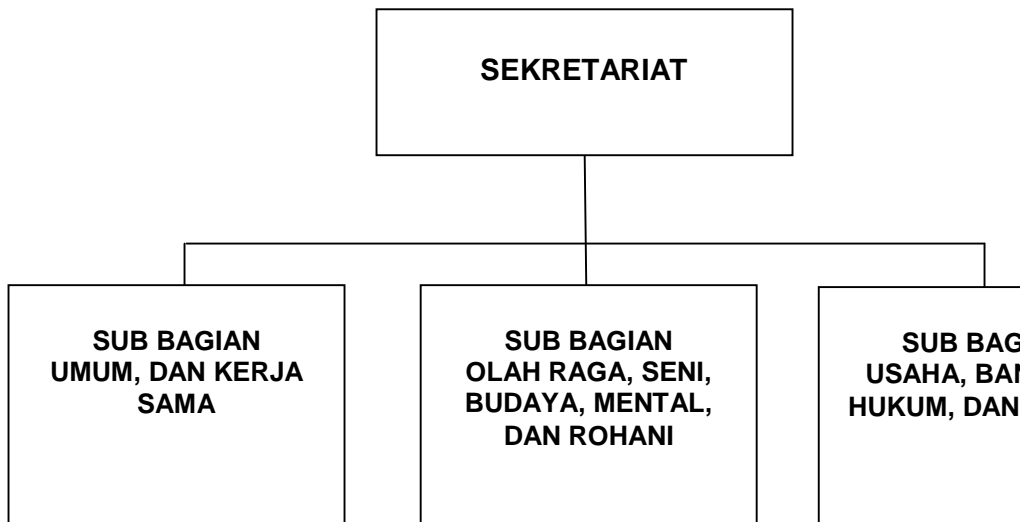 SEKRETARIAT
SUB BAGIAN
UMUM, DAN KERJA
SAMA
SUB BAGIAN
OLAH RAGA, SENI,
BUDAYA, MENTAL,
DAN ROHANI
SUB
USAHA,
HUKUM, DAN